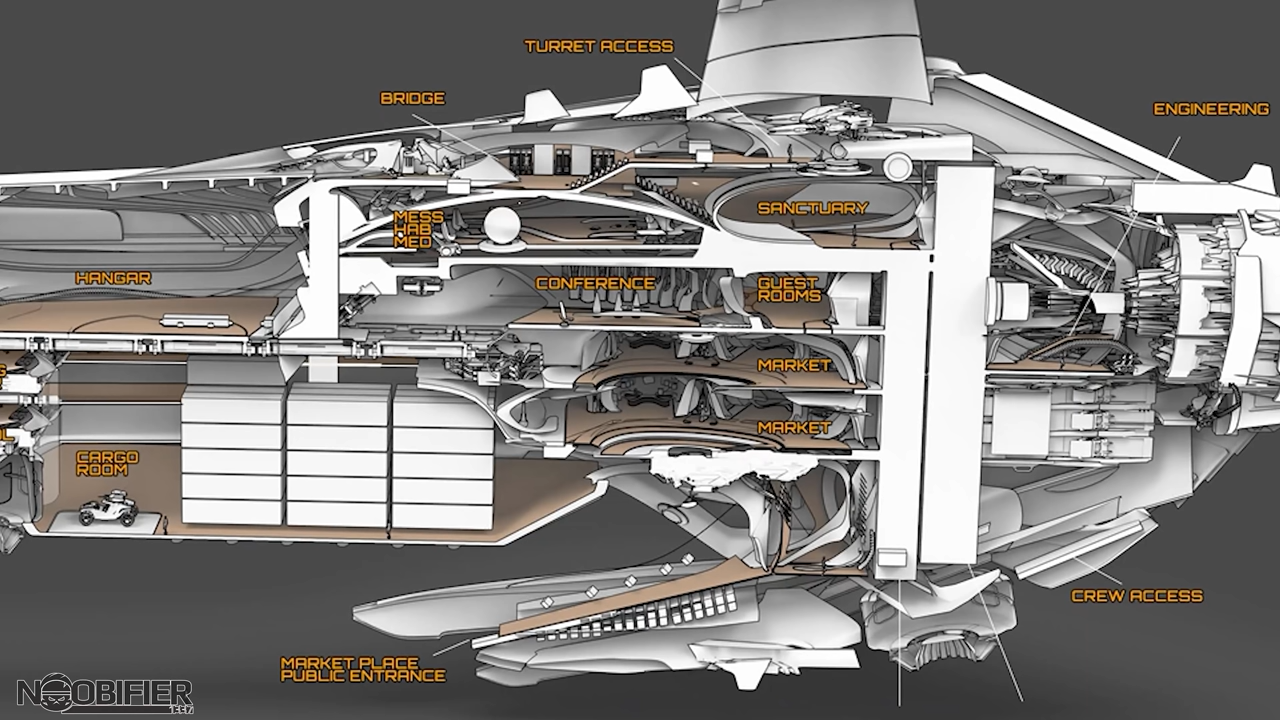 TURRET ACCESS
BRIDGE
ENGINEERING
MESS
HAB
MED
SANCTUARY
HANGAR
CONFERENCE
GUEST
ROOMS
MARKET
MARKET
CARGO
ROOM
CREW ACCESS
MARKET PLACE
PUBLIC ENTRANCE
NOOBIFIER